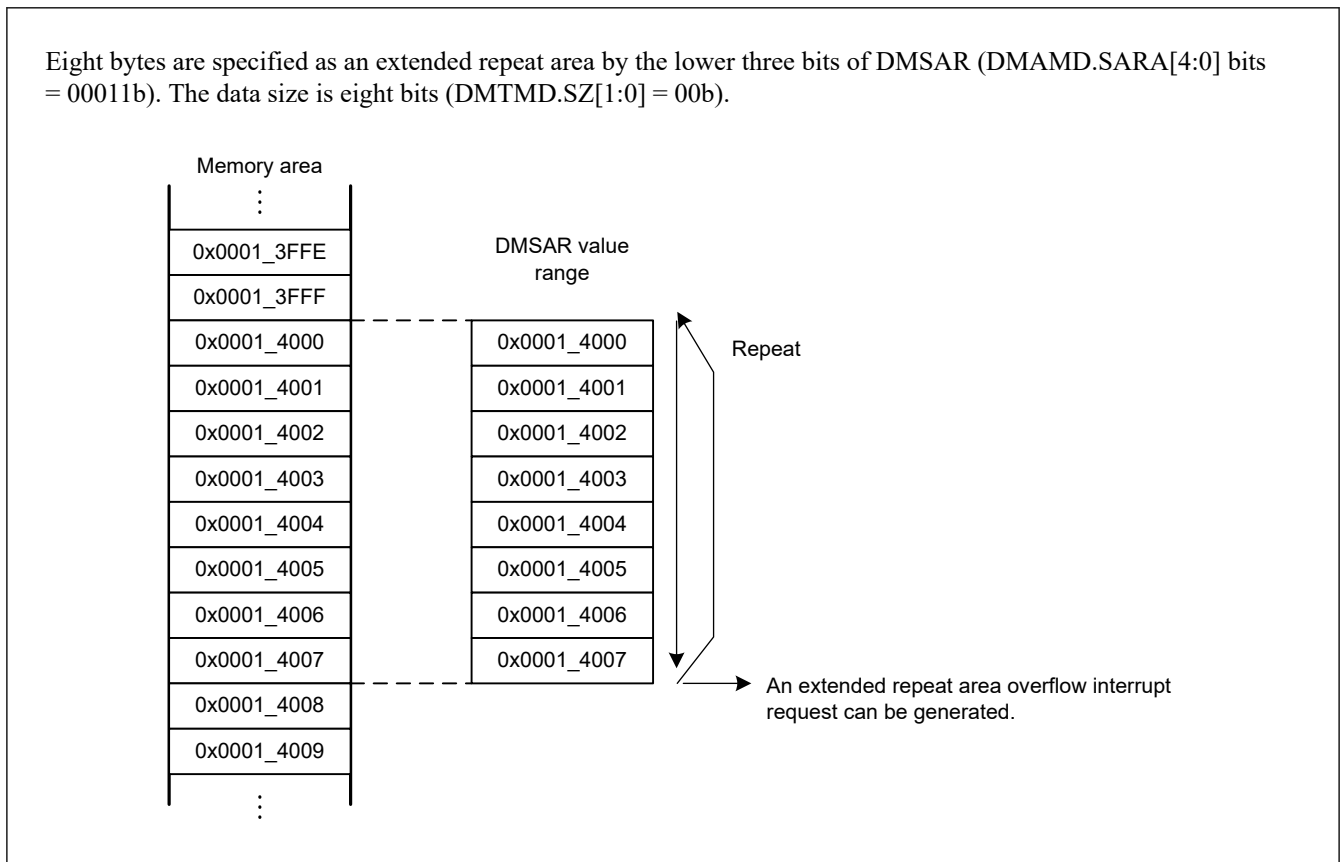 Eight bytes are specified as an extended repeat area by the lower three bits of DMSAR (DMAMD.SARA[4:0] bits
= 00011b). The data size is eight bits (DMTMD.SZ[1:0] = 00b).
Memory area
⋮
0x0001_3FFE
0x0001_3FFF
0x0001_4000
0x0001_4001
0x0001_4002
0x0001_4003
0x0001_4004
0x0001_4005
0x0001_4006
0x0001_4007
0x0001_4008
0x0001_4009
⋮
DMSAR value
range
0x0001_4000
0x0001_4001
0x0001_4002
0x0001_4003
0x0001_4004
0x0001_4005
0x0001_4006
0x0001_4007
Repeat
An extended repeat area overflow interrupt
request can be generated.